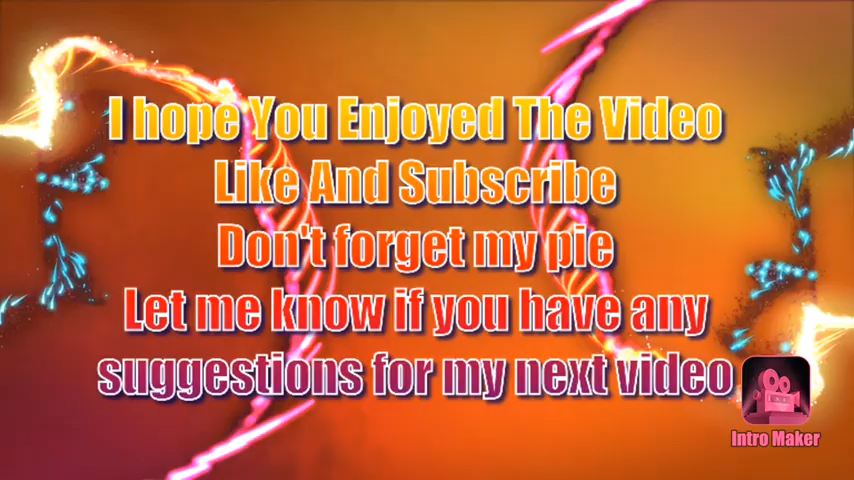 I hope You Enjoyed The Video
Like And Subscribe
Don't forget my pie
Let me know if you have any
suggestions for my next video
Intro Maker